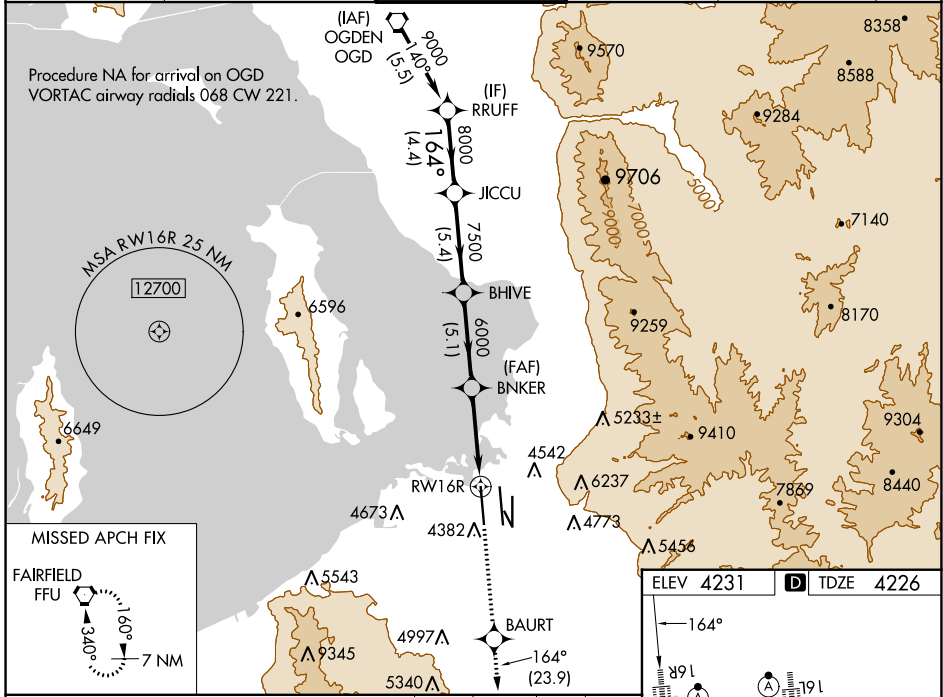 (IAF)
OGDEN
OGD
9000
140°
(5.5)
Procedure NA for arrival on OGD
VORTAC airway radials 068 CW 221.
(IF)
RRUFF
8000
164°
(4.4)
JICCU
7500
(5.4)
BHIVE
6000
(5.1)
(FAF)
BNKER
RW16R
MSA RW16R 25 NM
12700
6596
6649
9570
8358
8588
9284
9706
5000
7000
9000
7140
9259
8170
5233±
9410
9304
4542
6237
7869
8440
4673
4382
4773
5456
MISSED APCH FIX
FAIRFIELD
FFU
340°
160°
7 NM
5543
9345
4997
5340
BAURT
164°
(23.9)
ELEV 4231
D
TDZE 4226
164°
16R
A
A
16L